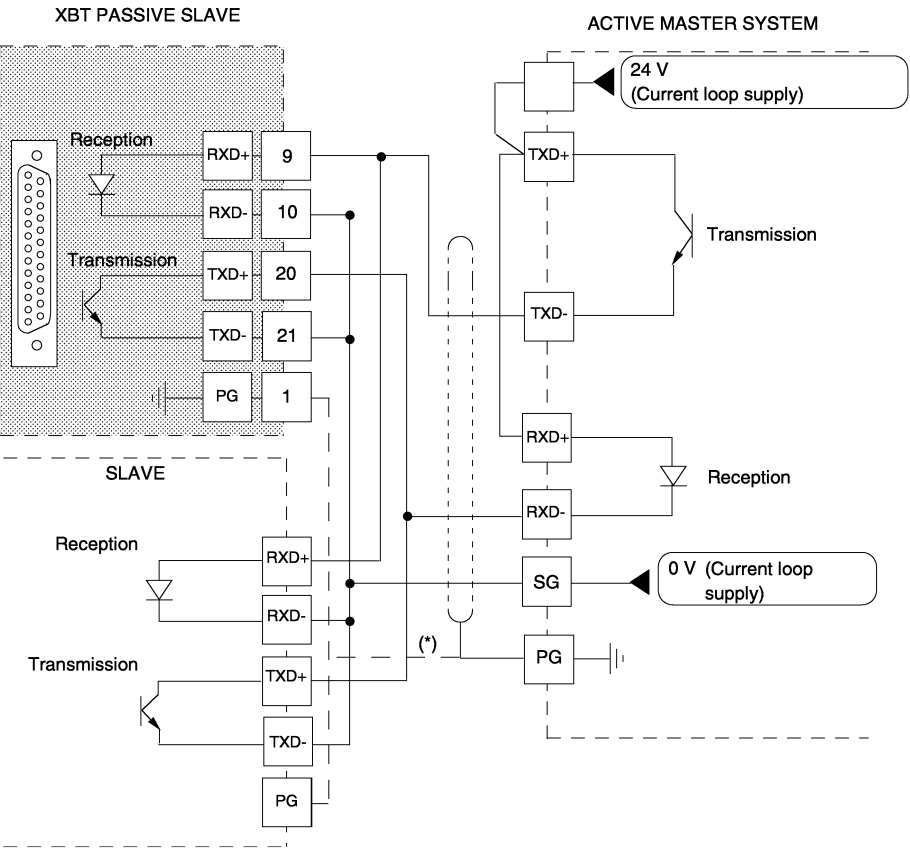 XBT PASSIVE SLAVE
ACTIVE MASTER SYSTEM
24 V
(Current loop supply)
Reception
RXD+ 9
TXD+
RXD- 10
Transmission
Transmission
TXD+ 20
TXD-
TXD- 21
PG 1
RXD+
SLAVE
Reception
RXD-
Reception
RXD+
SG
0 V (Current loop
supply)
RXD-
(*)
PG
Transmission
TXD+
TXD-
PG